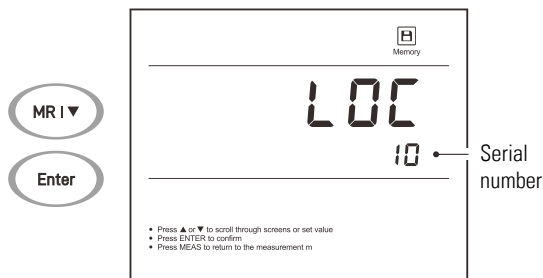 Memory
LOC
MR I▼
10
Serial
number
Enter
• Press ▲ or ▼ to scroll through screens or set value
• Press ENTER to confirm
• Press MEAS to return to the measurement m